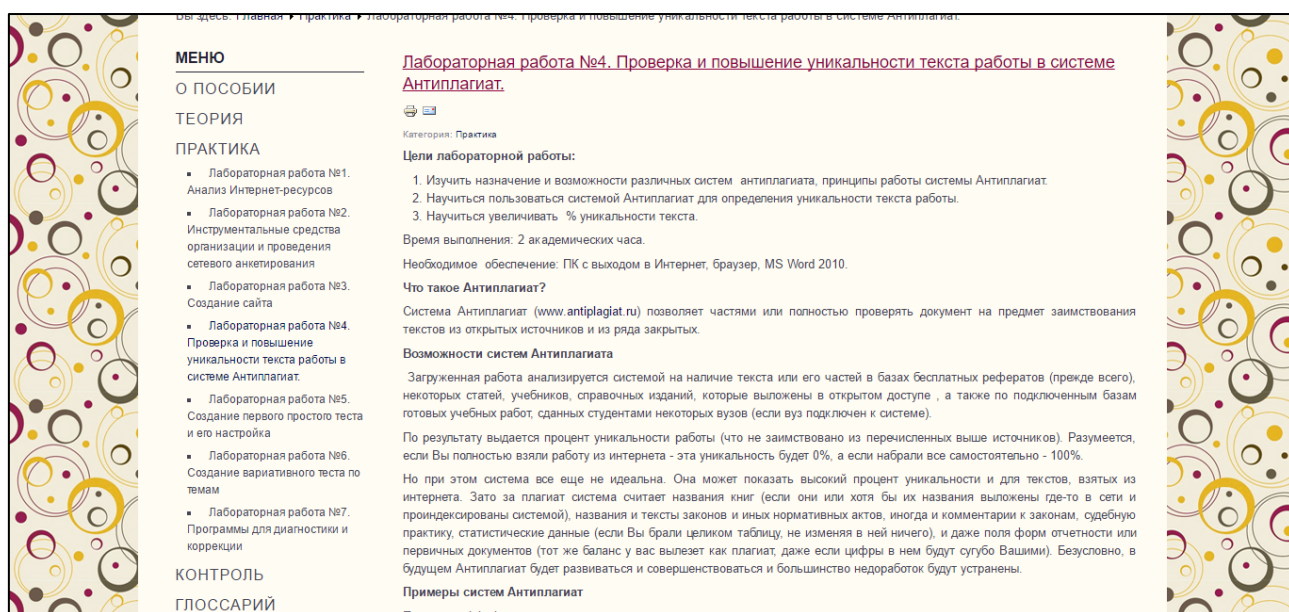 Вы здесь: Главная ▸ Практика ▸ Лабораторная работа №4. Проверка и повышение уникальности текста работы в системе Антиплагиат.
МЕНЮ
О ПОСОБИИ
ТЕОРИЯ
ПРАКТИКА
▪ Лабораторная работа №1.
Анализ Интернет-ресурсов
▪ Лабораторная работа №2.
Инструментальные средства
организации и проведения
сетевого анкетирования
▪ Лабораторная работа №3.
Создание сайта
▪ Лабораторная работа №4.
Проверка и повышение
уникальности текста работы в
системе Антиплагиат.
▪ Лабораторная работа №5.
Создание первого простого теста
и его настройка
▪ Лабораторная работа №6.
Создание вариативного теста по
темам
▪ Лабораторная работа №7.
Программы для диагностики и
коррекции
КОНТРОЛЬ
ГЛОССАРИЙ
Лабораторная работа №4. Проверка и повышение уникальности текста работы в системе
Антиплагиат.
Категория: Практика
Цели лабораторной работы:
1. Изучить назначение и возможности различных систем антиплагиата, принципы работы системы Антиплагиат.
2. Научиться пользоваться системой Антиплагиат для определения уникальности текста работы.
3. Научиться увеличивать % уникальности текста.
Время выполнения: 2 академических часа.
Необходимое обеспечение: ПК с выходом в Интернет, браузер, MS Word 2010.
Что такое Антиплагиат?
Система Антиплагиат (www.antiplagiat.ru) позволяет частями или полностью проверять документ на предмет заимствования
текстов из открытых источников и из ряда закрытых.
Возможности систем Антиплагиата
Загруженная работа анализируется системой на наличие текста или его частей в базах бесплатных рефератов (прежде всего),
некоторых статей, учебников, справочных изданий, которые выложены в открытом доступе , а также по подключенным базам
готовых учебных работ, сданных студентами некоторых вузов (если вуз подключен к системе).
По результату выдается процент уникальности работы (что не заимствовано из перечисленных выше источников). Разумеется,
если Вы полностью взяли работу из интернета - эта уникальность будет 0%, а если набрали все самостоятельно - 100%.
Но при этом система все еще не идеальна. Она может показать высокий процент уникальности и для текстов, взятых из
интернета. Зато за плагиат система считает названия книг (если они или хотя бы их названия выложены где-то в сети и
проиндексированы системой), названия и тексты законов и иных нормативных актов, иногда и комментарии к законам, судебную
практику, статистические данные (если Вы брали целиком таблицу, не изменяя в ней ничего), и даже поля форм отчетности или
первичных документов (тот же баланс у вас вылезет как плагиат, даже если цифры в нем будут сугубо Вашими). Безусловно, в
будущем Антиплагиат будет развиваться и совершенствоваться и большинство недоработок будут устранены.
Примеры систем Антиплагиат